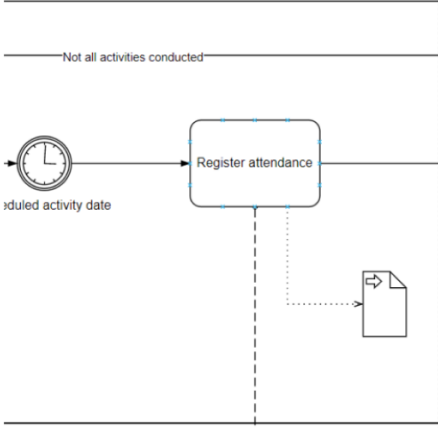 Not all activities conducted
Register attendance
eduled activity date